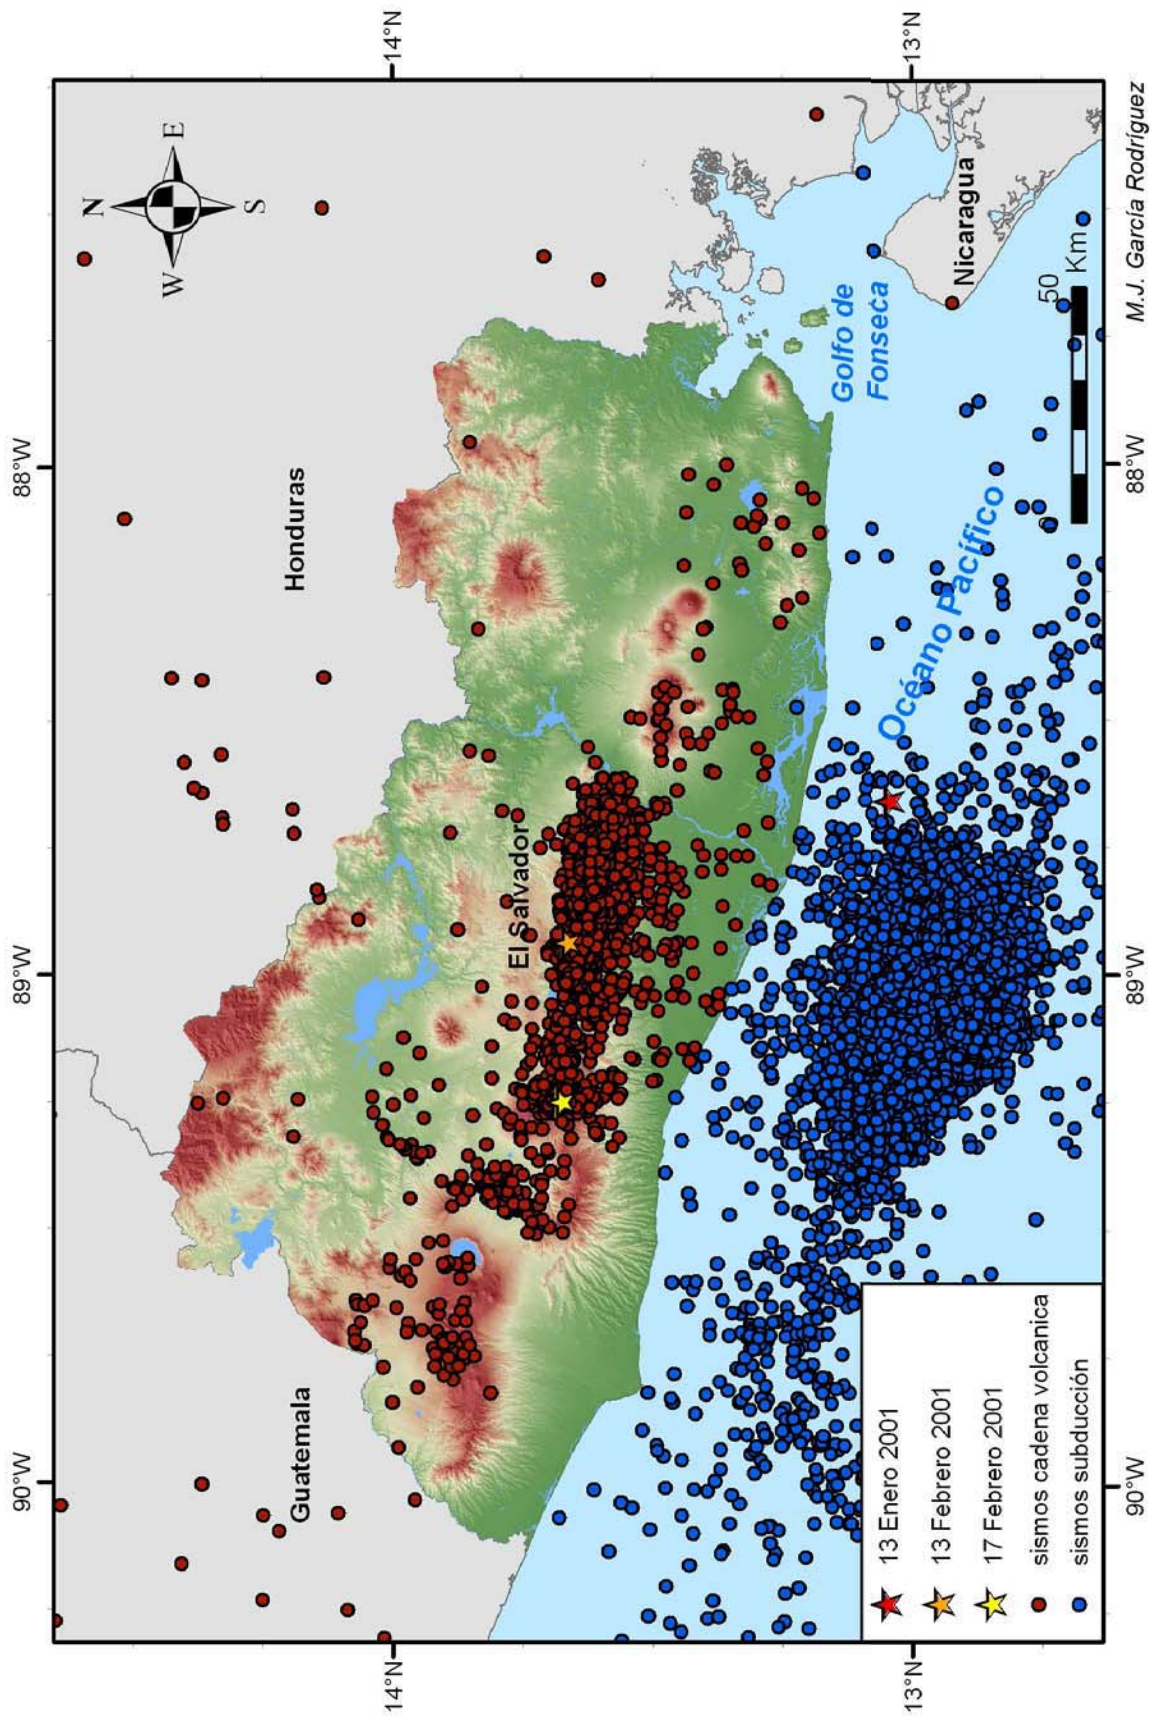 90°W
89°W
88°W
14°N
14°N
13°N
13°N
90°W
89°W
88°W
N
W
E
S
Guatemala
Honduras
El Salvador
Nicaragua
Golfo de
Fonseca
Océano Pacífico
0
50
Km
13 Enero 2001
13 Febrero 2001
17 Febrero 2001
sismos cadena volcanica
sismos subducción
M.J. García Rodríguez